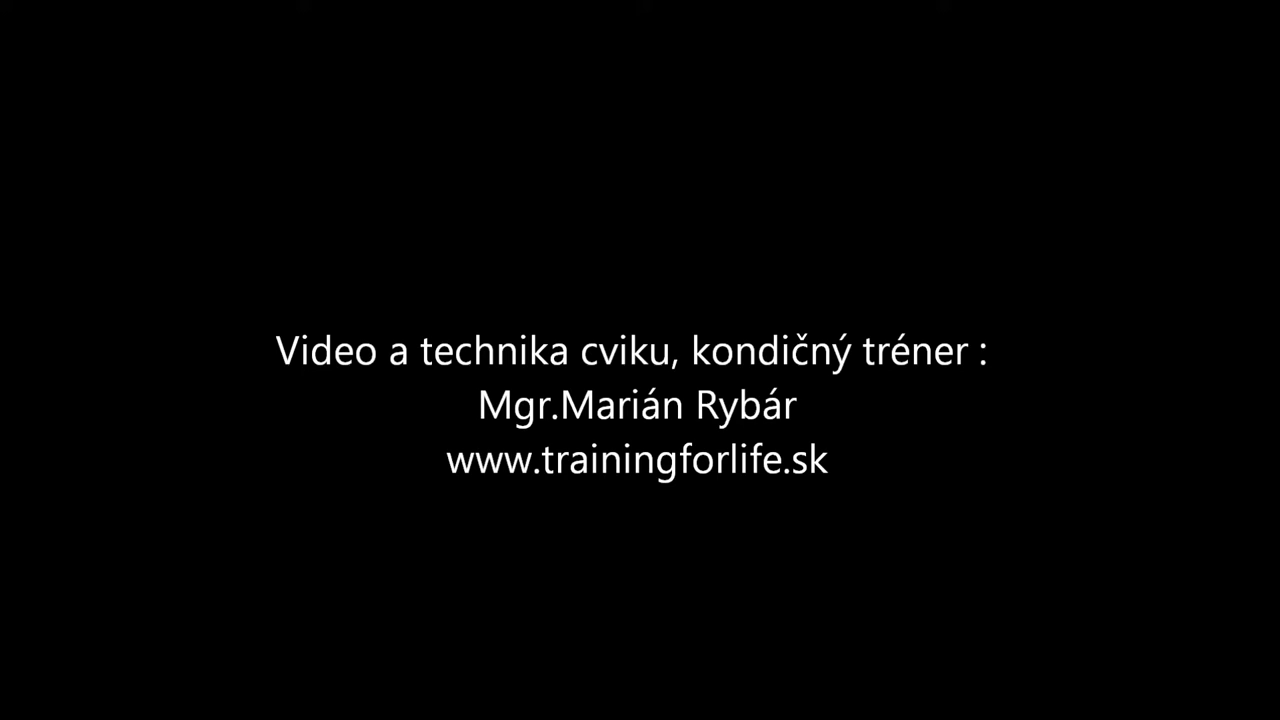 Video a technika cviku, kondičný tréner :
Mgr.Marián Rybár
www.trainingforlife.sk